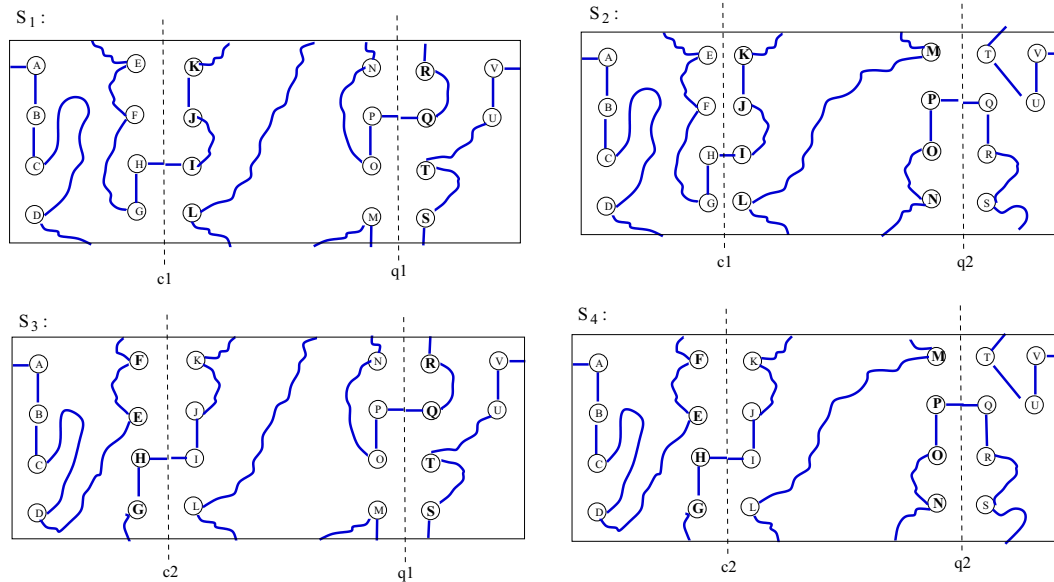 S1:
A E K N R V
B F J P Q U
C H I O T
D G L M S
c1 q1
S2:
A E K M T V
B F J P Q U
C H I O R
D G L N S
c1 q2
S3:
A F K N R V
B E J P Q U
C H I O T
D G L M S
c2 q1
S4:
A F K M T V
B E J P Q U
C H I O R
D G L N S
c2 q2